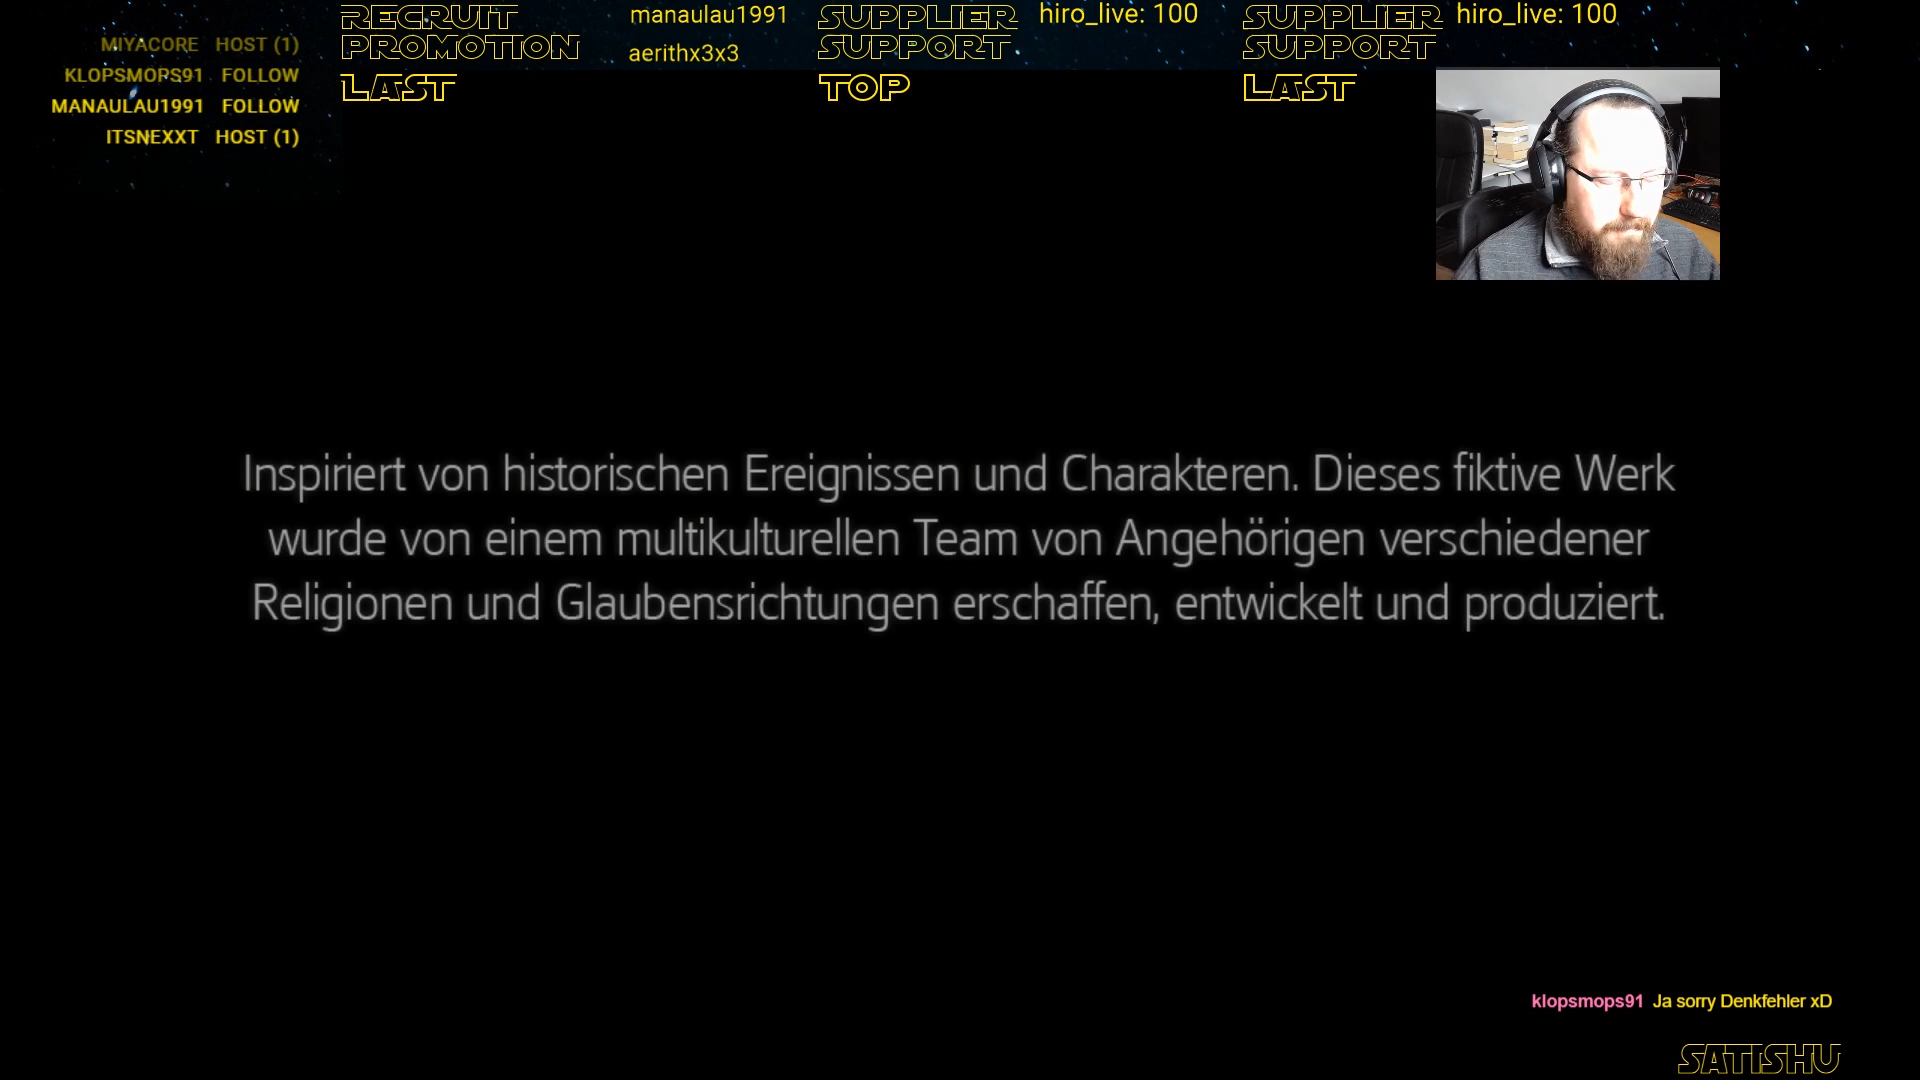 MIYACORE HOST (1)
KLOPSMOPS91 FOLLOW
MANAULAU1991 FOLLOW
ITSNEXXT HOST (1)
RECRUIT
PROMOTION
LAST
manaulau1991
aerithx3x3
SUPPLIER
SUPPORT
TOP
hiro_live: 100
SUPPLIER
SUPPORT
LAST
hiro_live: 100
Inspiriert von historischen Ereignissen und Charakteren. Dieses fiktive Werk
wurde von einem multikulturellen Team von Angehörigen verschiedener
Religionen und Glaubensrichtungen erschaffen, entwickelt und produziert.
klopsmops91 Ja sorry Denkfehler xD
SATISHU